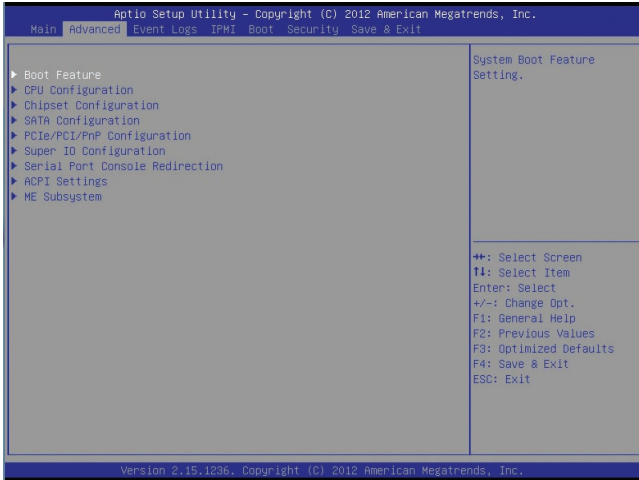 Aptio Setup Utility – Copyright (C) 2012 American Megatrends, Inc.
Main Advanced Event Logs IPMI Boot Security Save & Exit
▶ Boot Feature
▶ CPU Configuration
▶ Chipset Configuration
▶ SATA Configuration
▶ PCIe/PCI/PnP Configuration
▶ Super IO Configuration
▶ Serial Port Console Redirection
▶ ACPI Settings
▶ ME Subsystem
System Boot Feature
Setting.
→←: Select Screen
↑↓: Select Item
Enter: Select
+/-: Change Opt.
F1: General Help
F2: Previous Values
F3: Optimized Defaults
F4: Save & Exit
ESC: Exit
Version 2.15.1236. Copyright (C) 2012 American Megatrends, Inc.